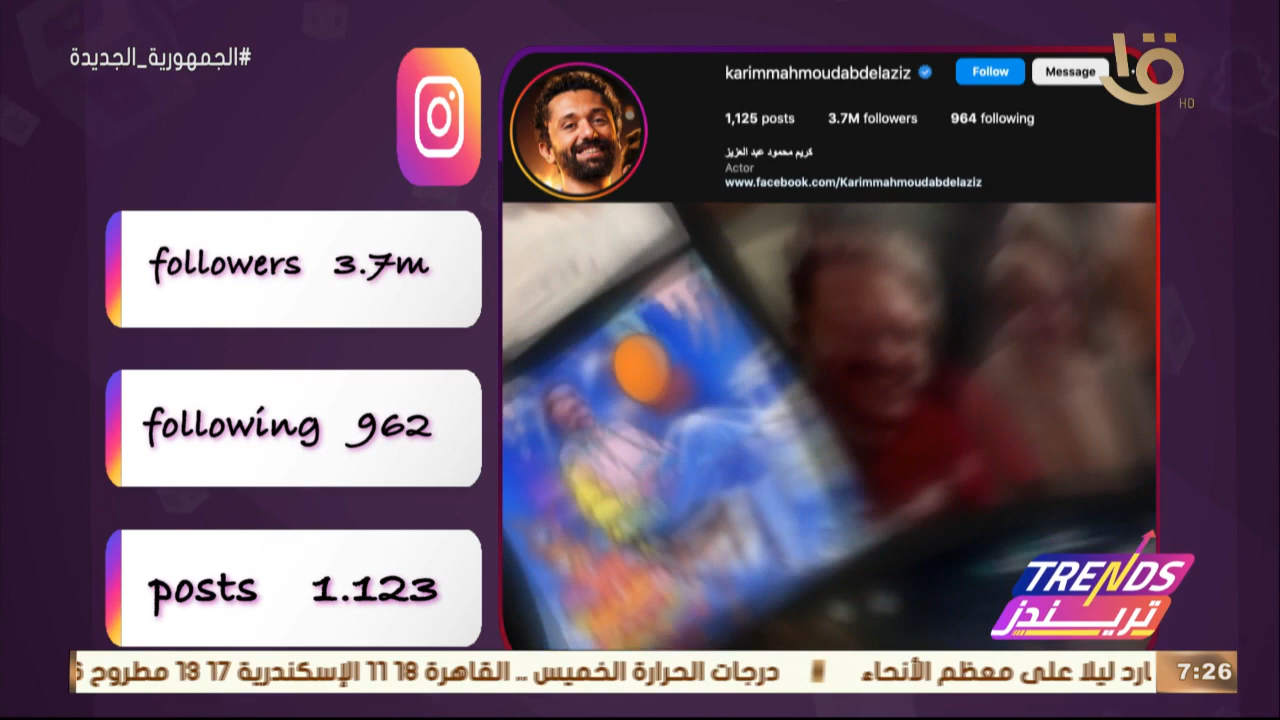 #الجمهورية_الجديدة
karimmahmoudabdelaziz
Follow
Message
HD
1,125 posts 3.7M followers 964 following
كريم محمود عبد العزيز
Actor
www.facebook.com/Karimmahmoudabdelaziz
followers 3.7m
following 962
posts 1.123
TRENDS
تريندز
ارد ليلا على معظم الأنحاء درجات الحرارة الخميس .. القاهرة 18 11 الإسكندرية 17 13 مطروح
7:26